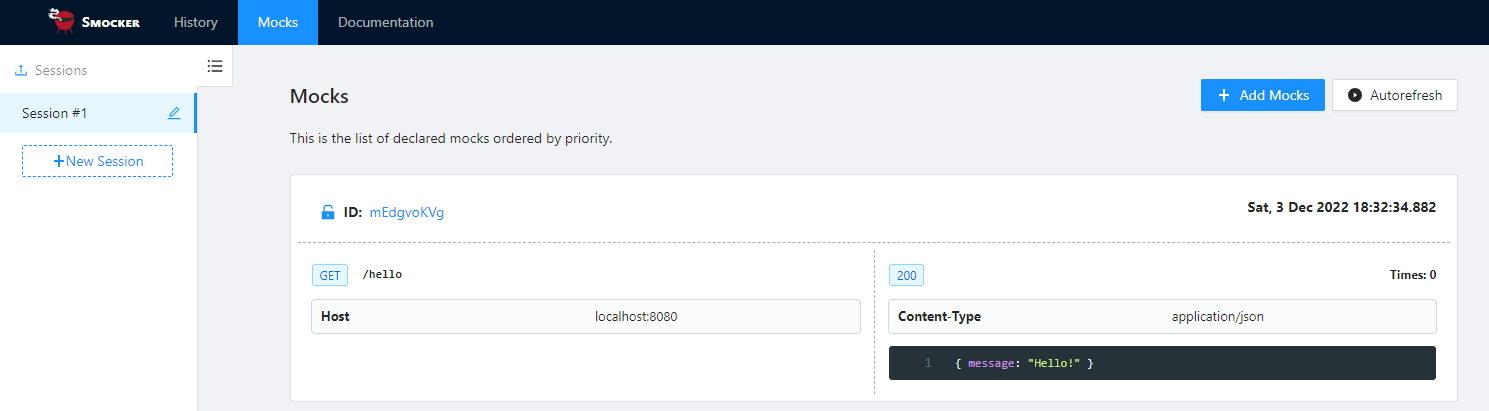 SMOCKER History Mocks Documentation
Sessions
Session #1
New Session
Mocks
Add Mocks Autorefresh
This is the list of declared mocks ordered by priority.
ID: mEdgvoKVg Sat, 3 Dec 2022 18:32:34.882
GET /hello
Host localhost:8080
200 Times: 0
Content-Type application/json
1 { message: "Hello!" }